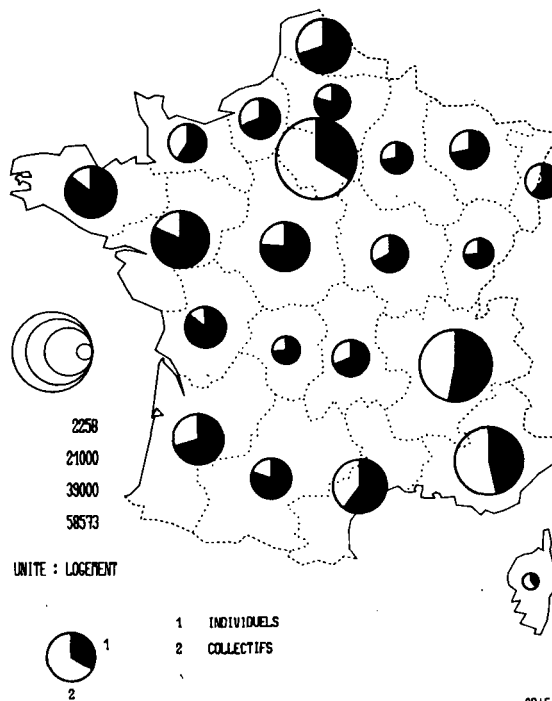 2258
21000
39000
58573
UNITE : LOGEMENT
1 INDIVIDUELS
2 COLLECTIFS
1
2